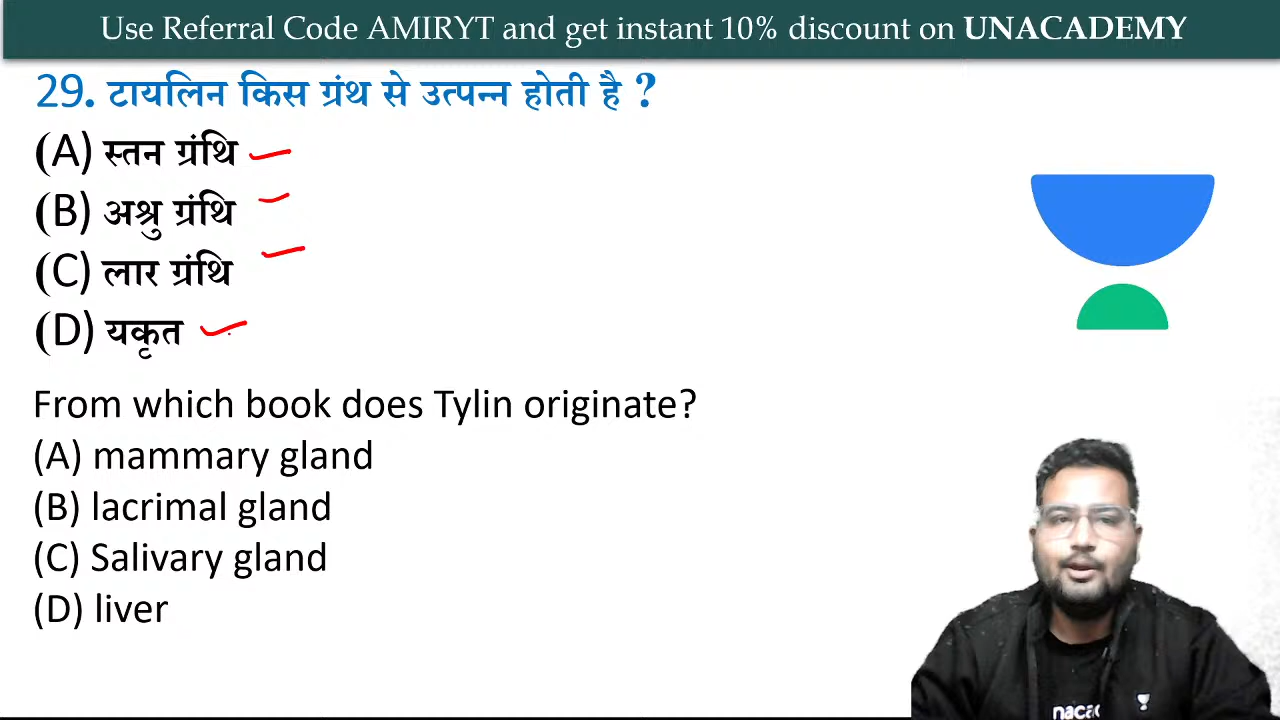 Use Referral Code AMIRYT and get instant 10% discount on UNACADEMY
29. टायलिन किस ग्रंथ से उत्पन्न होती है ?
(A) स्तन ग्रंथि
(B) अश्रु ग्रंथि
(C) लार ग्रंथि
(D) यकृत
From which book does Tylin originate?
(A) mammary gland
(B) lacrimal gland
(C) Salivary gland
(D) liver